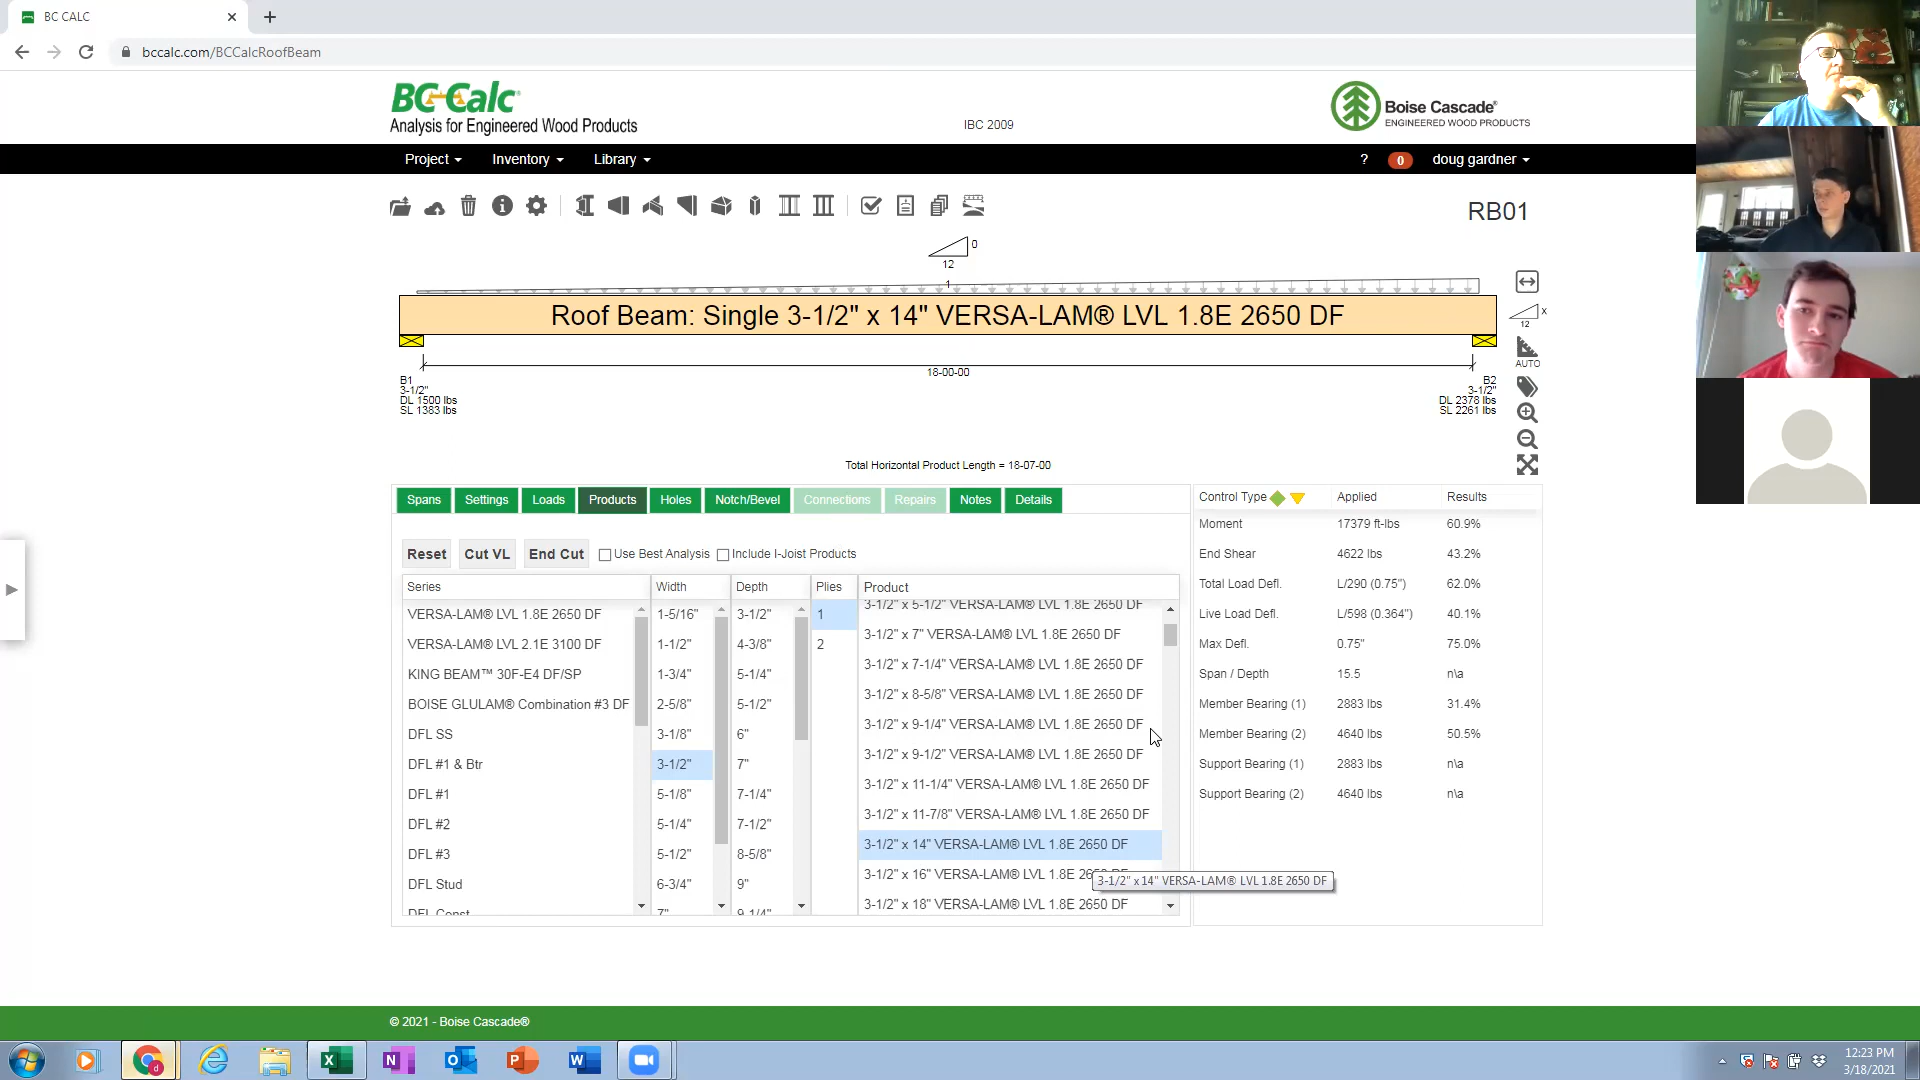 BC CALC
bccalc.com/BCCalcRoofBeam
BC Calc®
Analysis for Engineered Wood Products
IBC 2009
Boise Cascade®
ENGINEERED WOOD PRODUCTS
Project
Inventory
Library
?
0
doug gardner
RB01
0
12
1
Roof Beam: Single 3-1/2" x 14" VERSA-LAM® LVL 1.8E 2650 DF
x
12
AUTO
18-00-00
B1
3-1/2"
DL 1500 lbs
SL 1383 lbs
B2
3-1/2"
DL 2378 lbs
SL 2261 lbs
Total Horizontal Product Length = 18-07-00
Spans
Settings
Loads
Products
Holes
Notch/Bevel
Connections
Repairs
Notes
Details
Reset
Cut VL
End Cut
Use Best Analysis
Include I-Joist Products
Series
VERSA-LAM® LVL 1.8E 2650 DF
VERSA-LAM® LVL 2.1E 3100 DF
KING BEAM™ 30F-E4 DF/SP
BOISE GLULAM® Combination #3 DF
DFL SS
DFL #1 & Btr
DFL #1
DFL #2
DFL #3
DFL Stud
DFL Const
Width
1-5/16"
1-1/2"
1-3/4"
2-5/8"
3-1/8"
3-1/2"
5-1/8"
5-1/4"
5-1/2"
6-3/4"
7"
Depth
3-1/2"
4-3/8"
5-1/4"
5-1/2"
6"
7"
7-1/4"
7-1/2"
8-5/8"
9"
9-1/4"
Plies
1
2
Product
3-1/2" x 5-1/2" VERSA-LAM® LVL 1.8E 2650 DF
3-1/2" x 7" VERSA-LAM® LVL 1.8E 2650 DF
3-1/2" x 7-1/4" VERSA-LAM® LVL 1.8E 2650 DF
3-1/2" x 8-5/8" VERSA-LAM® LVL 1.8E 2650 DF
3-1/2" x 9-1/4" VERSA-LAM® LVL 1.8E 2650 DF
3-1/2" x 9-1/2" VERSA-LAM® LVL 1.8E 2650 DF
3-1/2" x 11-1/4" VERSA-LAM® LVL 1.8E 2650 DF
3-1/2" x 11-7/8" VERSA-LAM® LVL 1.8E 2650 DF
3-1/2" x 14" VERSA-LAM® LVL 1.8E 2650 DF
3-1/2" x 16" VERSA-LAM® LVL 1.8E 2650 DF
3-1/2" x 14" VERSA-LAM® LVL 1.8E 2650 DF
3-1/2" x 18" VERSA-LAM® LVL 1.8E 2650 DF
Control Type Applied Results
Moment 17379 ft-lbs 60.9%
End Shear 4622 lbs 43.2%
Total Load Defl. L/290 (0.75") 62.0%
Live Load Defl. L/598 (0.364") 40.1%
Max Defl. 0.75" 75.0%
Span / Depth 15.5 n/a
Member Bearing (1) 2883 lbs 31.4%
Member Bearing (2) 4640 lbs 50.5%
Support Bearing (1) 2883 lbs n/a
Support Bearing (2) 4640 lbs n/a
© 2021 - Boise Cascade®
12:23 PM
3/18/2021